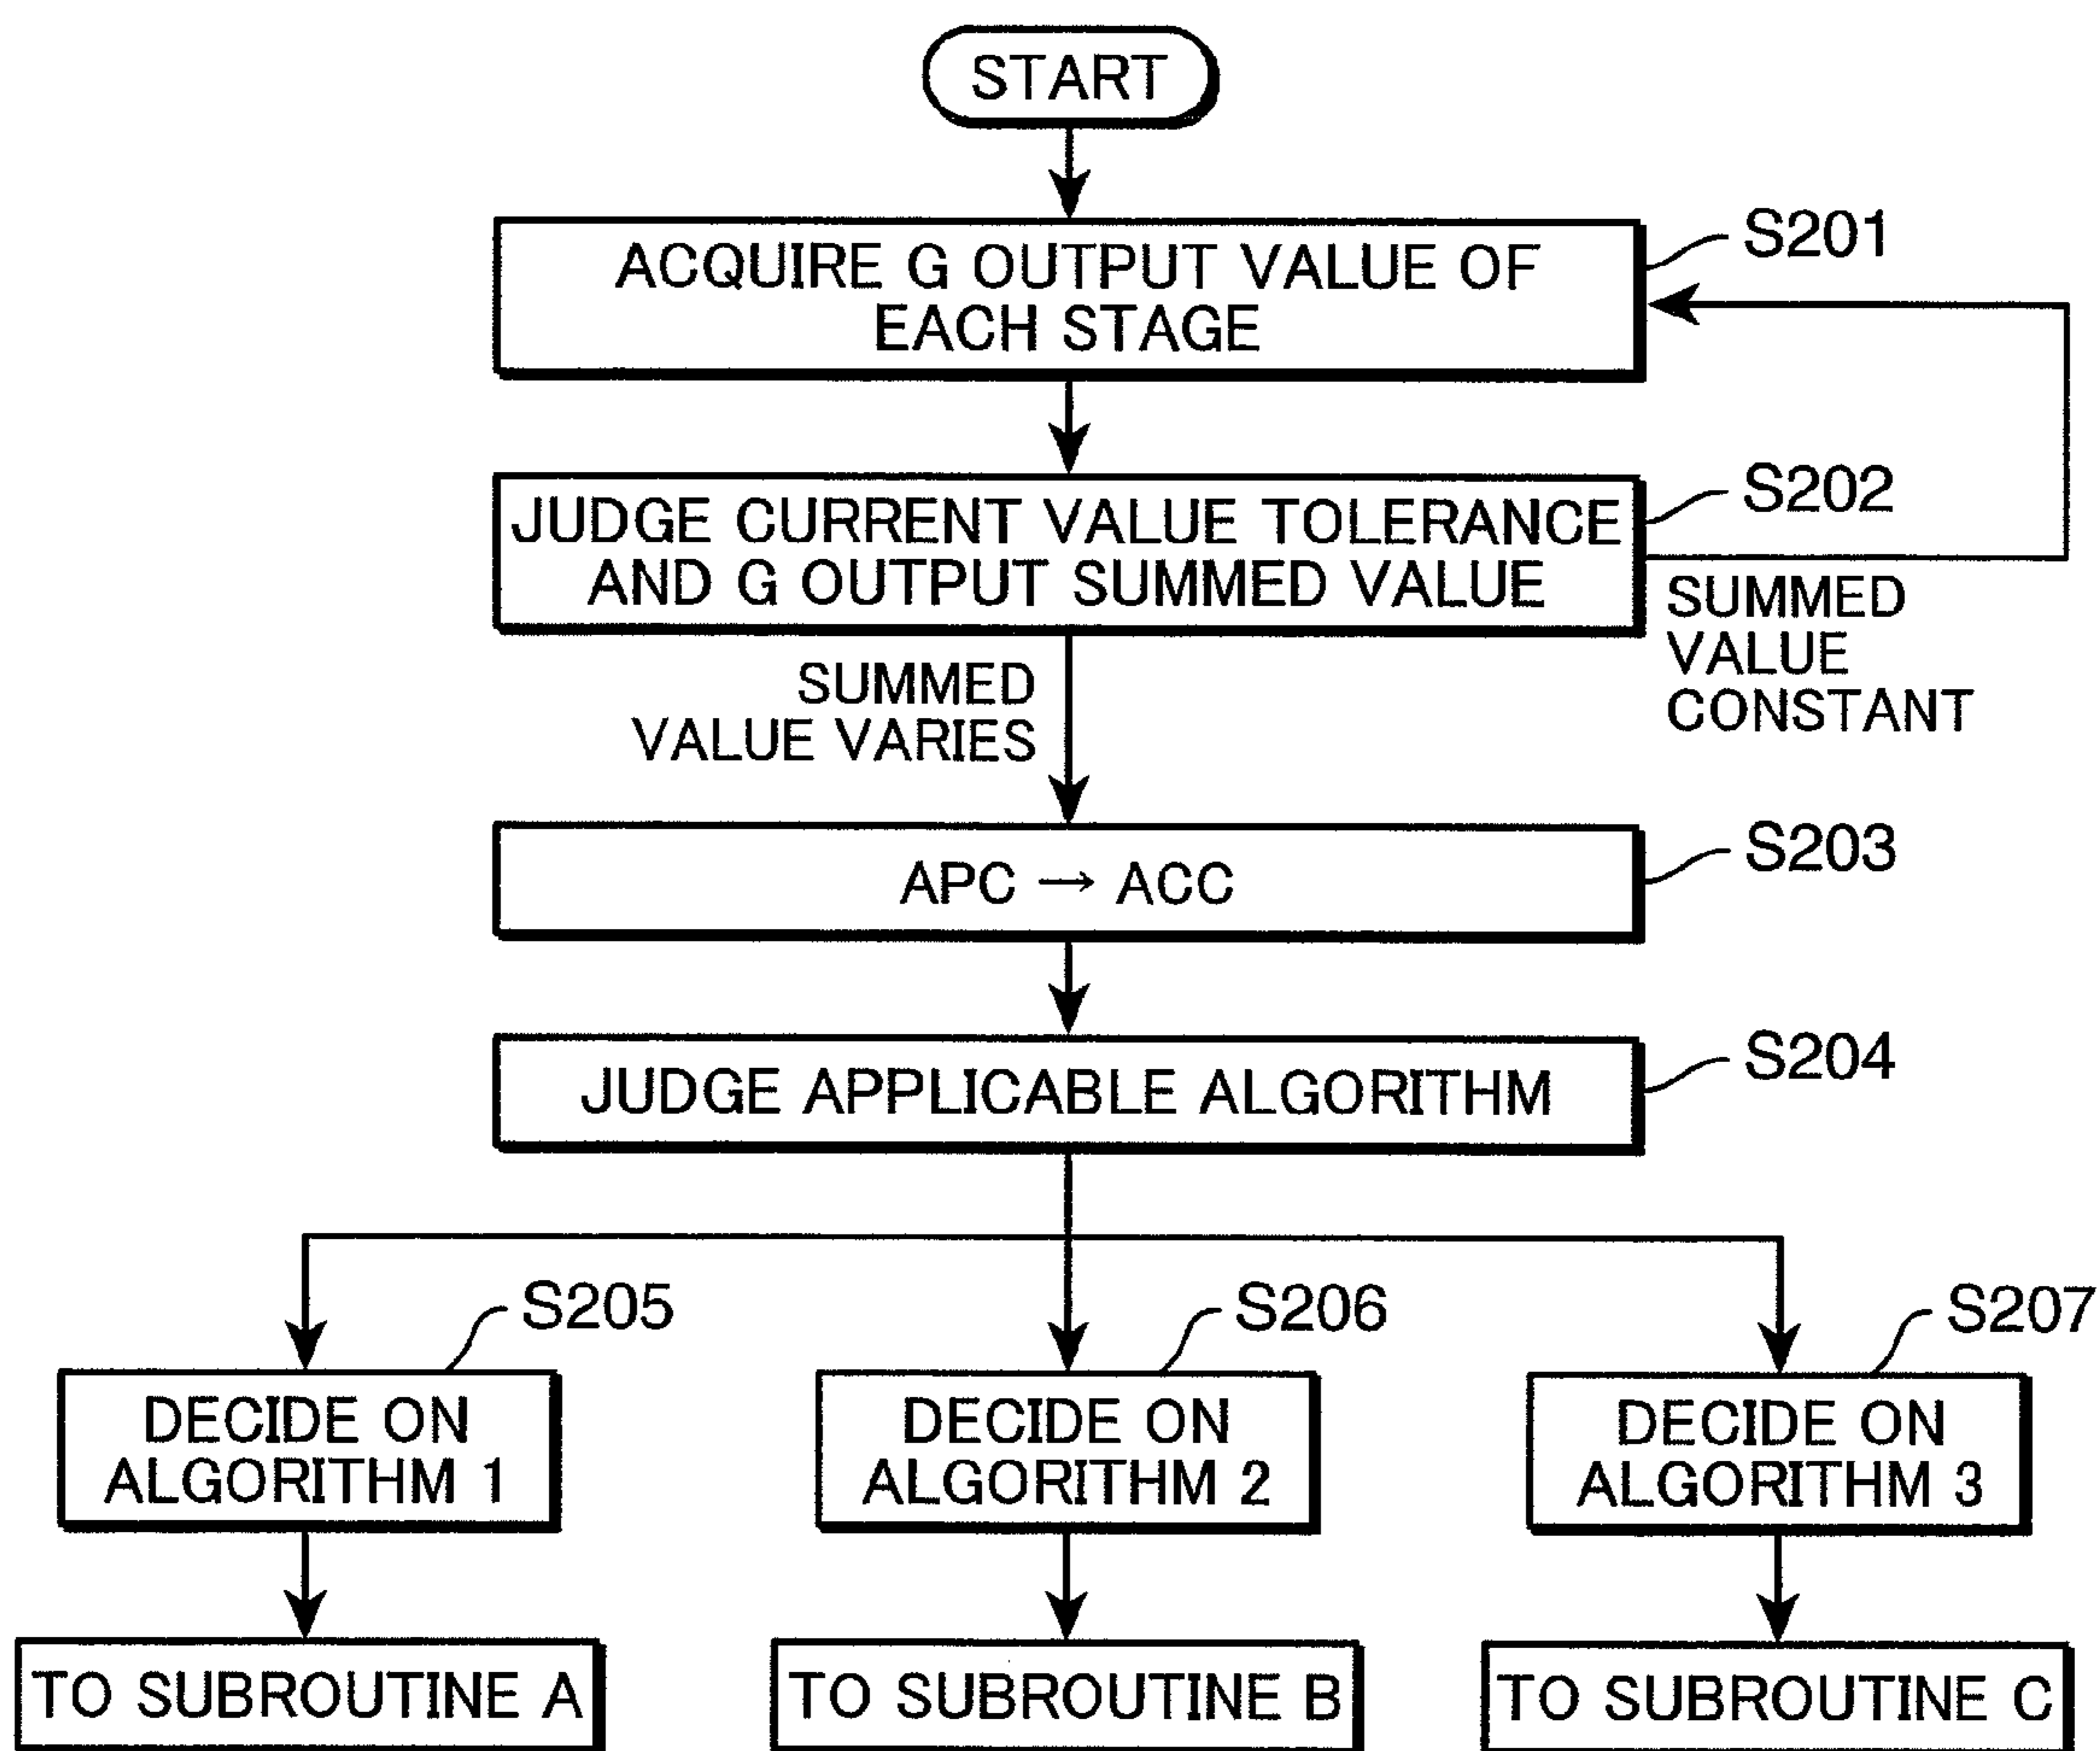 START
ACQUIRE G OUTPUT VALUE OF
EACH STAGE
S201
JUDGE CURRENT VALUE TOLERANCE
AND G OUTPUT SUMMED VALUE
S202
SUMMED
VALUE
CONSTANT
SUMMED
VALUE VARIES
APC → ACC
S203
JUDGE APPLICABLE ALGORITHM
S204
S205
DECIDE ON
ALGORITHM 1
S206
DECIDE ON
ALGORITHM 2
S207
DECIDE ON
ALGORITHM 3
TO SUBROUTINE A
TO SUBROUTINE B
TO SUBROUTINE C